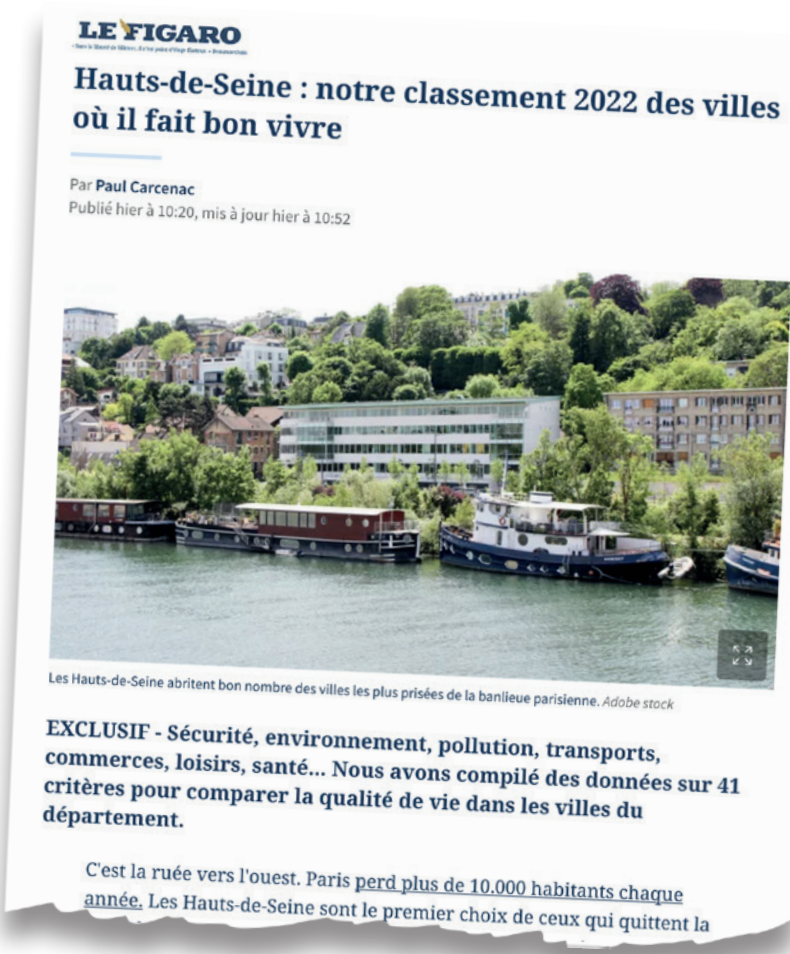 LE FIGARO
Hauts-de-Seine : notre classement 2022 des villes
où il fait bon vivre
Par Paul Carcenac
Publié hier à 10:20, mis à jour hier à 10:52
Les Hauts-de-Seine abritent bon nombre des villes les plus prisées de la banlieue parisienne. Adobe stock
EXCLUSIF - Sécurité, environnement, pollution, transports,
commerces, loisirs, santé... Nous avons compilé des données sur 41
critères pour comparer la qualité de vie dans les villes du
département.
C'est la ruée vers l'ouest. Paris perd plus de 10.000 habitants chaque
année. Les Hauts-de-Seine sont le premier choix de ceux qui quittent la